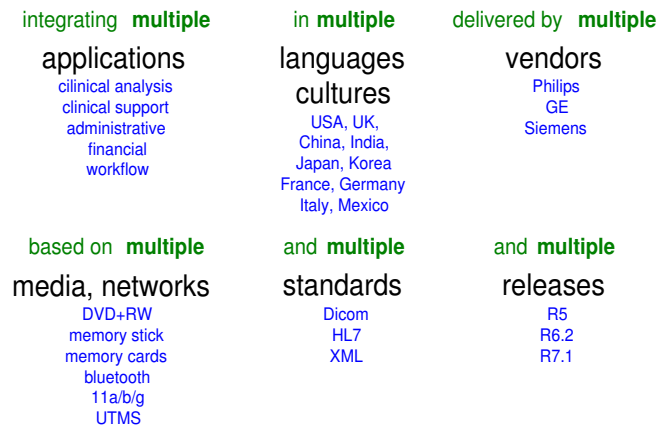 integrating multiple
applications
cilinical analysis
clinical support
administrative
financial
workflow
in multiple
languages
cultures
USA, UK,
China, India,
Japan, Korea
France, Germany
Italy, Mexico
delivered by multiple
vendors
Philips
GE
Siemens
based on multiple
media, networks
DVD+RW
memory stick
memory cards
bluetooth
11a/b/g
UTMS
and multiple
standards
Dicom
HL7
XML
and multiple
releases
R5
R6.2
R7.1